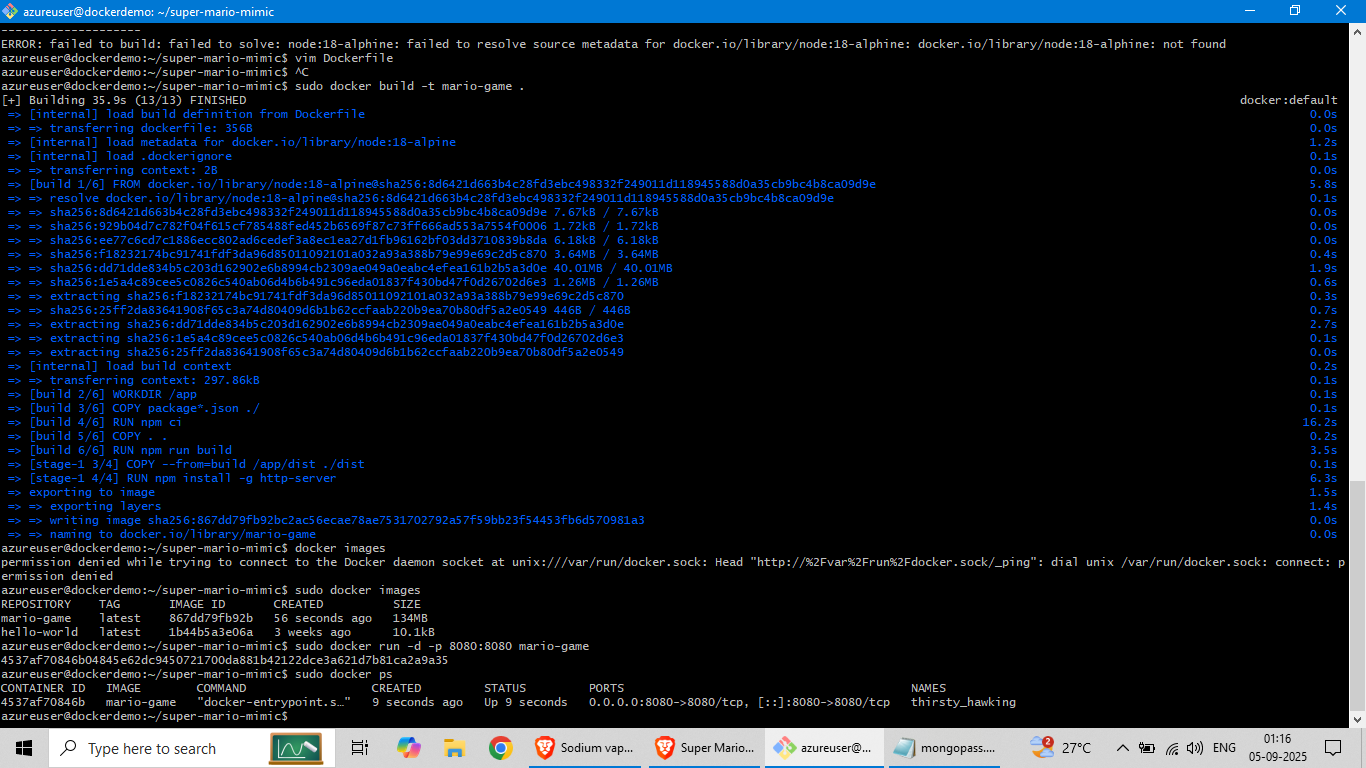 azureuser@dockerdemo: ~/super-mario-mimic
--------------------
ERROR: failed to build: failed to solve: node:18-alphine: failed to resolve source metadata for docker.io/library/node:18-alphine: docker.io/library/node:18-alphine: not found
azureuser@dockerdemo:~/super-mario-mimic$ vim Dockerfile
azureuser@dockerdemo:~/super-mario-mimic$ ^C
azureuser@dockerdemo:~/super-mario-mimic$ sudo docker build -t mario-game .
[+] Building 35.9s (13/13) FINISHED docker:default
=> [internal] load build definition from Dockerfile 0.0s
=> => transferring dockerfile: 356B 0.0s
=> [internal] load metadata for docker.io/library/node:18-alpine 1.2s
=> [internal] load .dockerignore 0.1s
=> => transferring context: 2B 0.0s
=> [build 1/6] FROM docker.io/library/node:18-alpine@sha256:8d6421d663b4c28fd3ebc498332f249011d118945588d0a35cb9bc4b8ca09d9e 5.8s
=> => resolve docker.io/library/node:18-alpine@sha256:8d6421d663b4c28fd3ebc498332f249011d118945588d0a35cb9bc4b8ca09d9e 0.1s
=> => sha256:8d6421d663b4c28fd3ebc498332f249011d118945588d0a35cb9bc4b8ca09d9e 7.67kB / 7.67kB 0.0s
=> => sha256:929b04d7c782f04f615cf785488fed452b6569f87c73ff666ad553a7554f0006 1.72kB / 1.72kB 0.0s
=> => sha256:ee77c6cd7c1886ecc802ad6cedef3a8ec1ea27d1fb96162bf03dd3710839b8da 6.18kB / 6.18kB 0.0s
=> => sha256:f18232174bc91741fdf3da96d85011092101a032a93a388b79e99e69c2d5c870 3.64MB / 3.64MB 0.4s
=> => sha256:dd71dde834b5c203d162902e6b8994cb2309ae049a0eabc4efea161b2b5a3d0e 40.01MB / 40.01MB 1.9s
=> => sha256:1e5a4c89cee5c0826c540ab06d4b6b491c96eda01837f430bd47f0d26702d6e3 1.26MB / 1.26MB 0.6s
=> => extracting sha256:f18232174bc91741fdf3da96d85011092101a032a93a388b79e99e69c2d5c870 0.3s
=> => sha256:25ff2da83641908f65c3a74d80409d6b1b62ccfaab220b9ea70b80df5a2e0549 446B / 446B 0.7s
=> => extracting sha256:dd71dde834b5c203d162902e6b8994cb2309ae049a0eabc4efea161b2b5a3d0e 2.7s
=> => extracting sha256:1e5a4c89cee5c0826c540ab06d4b6b491c96eda01837f430bd47f0d26702d6e3 0.1s
=> => extracting sha256:25ff2da83641908f65c3a74d80409d6b1b62ccfaab220b9ea70b80df5a2e0549 0.0s
=> [internal] load build context 0.2s
=> => transferring context: 297.86kB 0.1s
=> [build 2/6] WORKDIR /app 0.1s
=> [build 3/6] COPY package*.json ./ 0.1s
=> [build 4/6] RUN npm ci 16.2s
=> [build 5/6] COPY . . 0.2s
=> [build 6/6] RUN npm run build 3.5s
=> [stage-1 3/4] COPY --from=build /app/dist ./dist 0.1s
=> [stage-1 4/4] RUN npm install -g http-server 6.3s
=> exporting to image 1.5s
=> => exporting layers 1.4s
=> => writing image sha256:867dd79fb92bc2ac56ecae78ae7531702792a57f59bb23f54453fb6d570981a3 0.0s
=> => naming to docker.io/library/mario-game 0.0s
azureuser@dockerdemo:~/super-mario-mimic$ docker images
permission denied while trying to connect to the Docker daemon socket at unix:///var/run/docker.sock: Head "http://%2Fvar%2Frun%2Fdocker.sock/_ping": dial unix /var/run/docker.sock: connect: p
ermission denied
azureuser@dockerdemo:~/super-mario-mimic$ sudo docker images
REPOSITORY TAG IMAGE ID CREATED SIZE
mario-game latest 867dd79fb92b 56 seconds ago 134MB
hello-world latest 1b44b5a3e06a 3 weeks ago 10.1kB
azureuser@dockerdemo:~/super-mario-mimic$ sudo docker run -d -p 8080:8080 mario-game
4537af70846b04845e62dc9450721700da881b42122dce3a621d7b81ca2a9a35
azureuser@dockerdemo:~/super-mario-mimic$ sudo docker ps
CONTAINER ID IMAGE COMMAND CREATED STATUS PORTS NAMES
4537af70846b mario-game "docker-entrypoint.s…" 9 seconds ago Up 9 seconds 0.0.0.0:8080->8080/tcp, [::]:8080->8080/tcp thirsty_hawking
azureuser@dockerdemo:~/super-mario-mimic$
Type here to search
Sodium vap...
Super Mario...
azureuser@...
mongopass....
2
27°C
ENG
01:16
05-09-2025